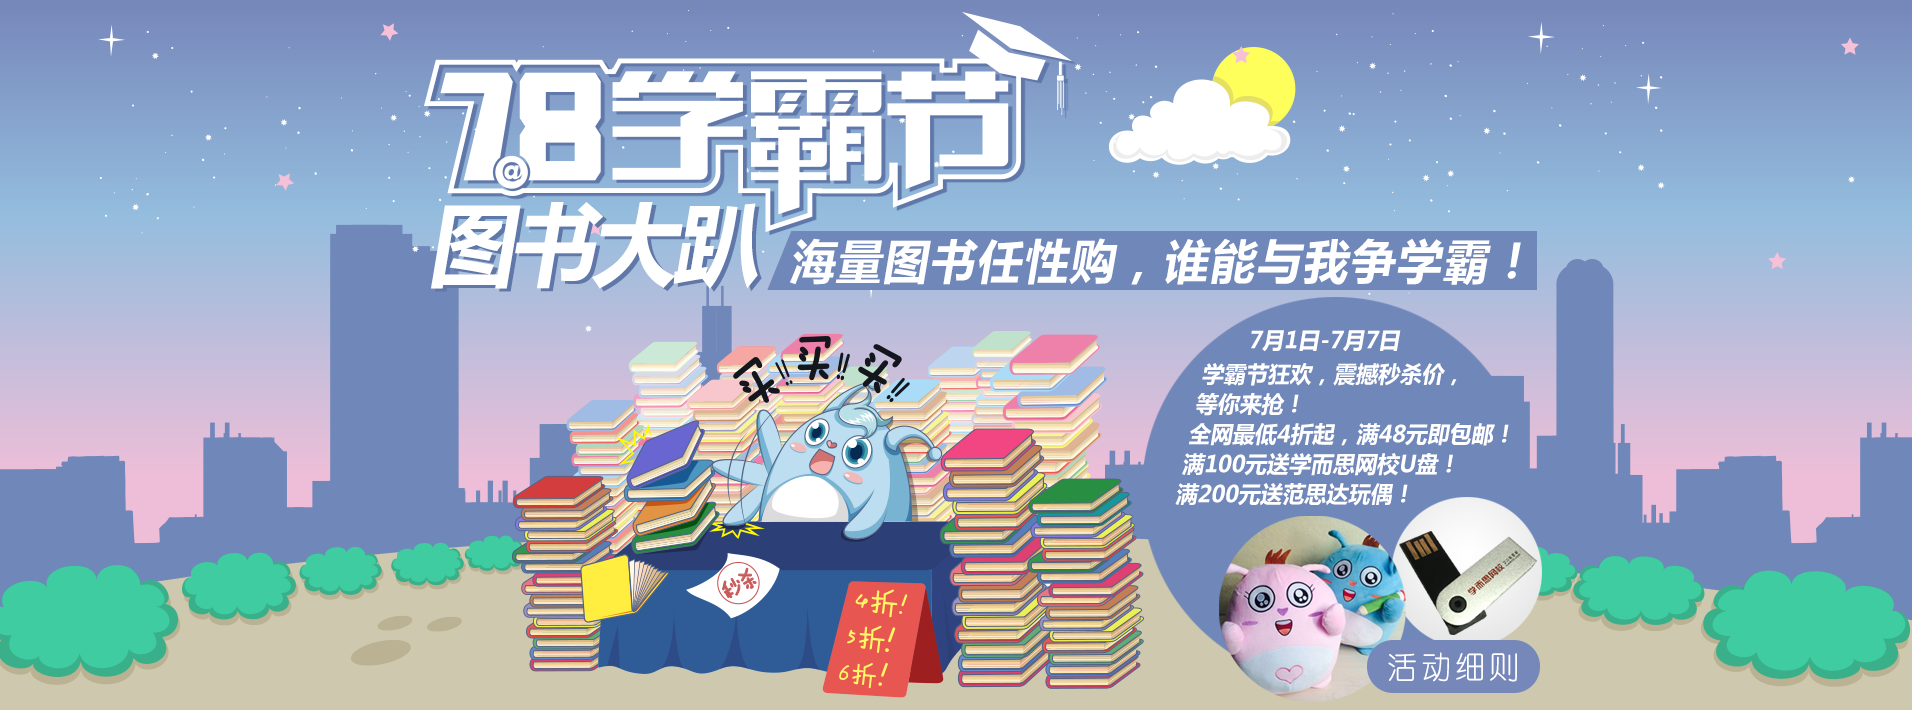 7@8学霸节
图书大趴
海量图书任性购，谁能与我争学霸！
7月1日-7月7日
学霸节狂欢，震撼秒杀价，
等你来抢！
全网最低4折起，满48元即包邮！
满100元送学而思网校U盘！
满200元送范思达玩偶！
买!!买!!买!!
秒杀
4折!
5折!
6折!
学而思网校
活动细则